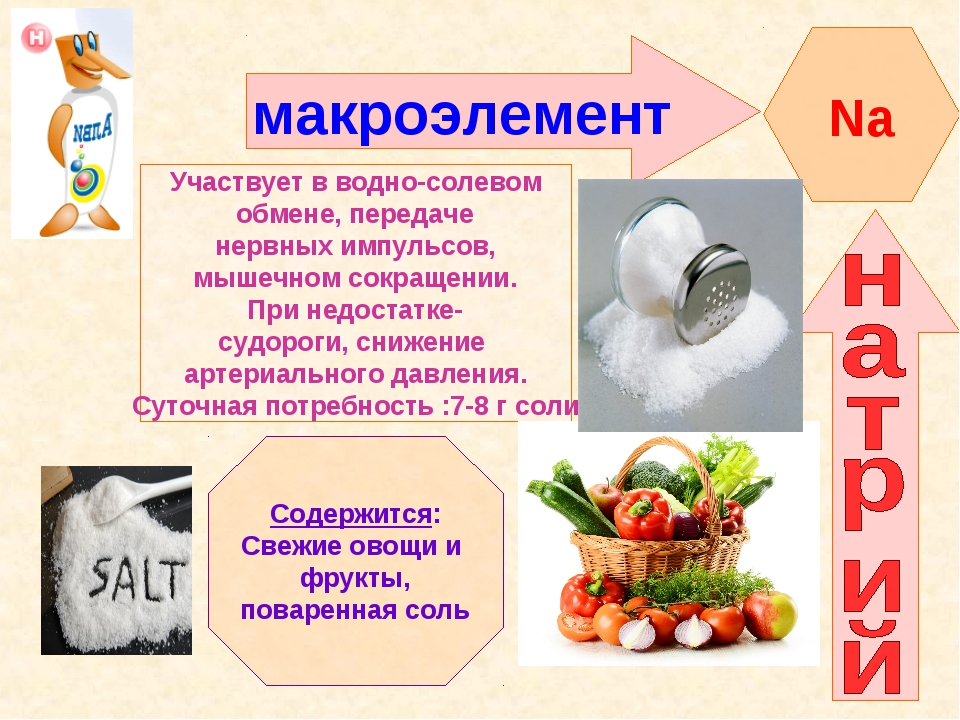 Н
ΝаПА
макроэлемент
Na
Участвует в водно-солевом
обмене, передаче
нервных импульсов,
мышечном сокращении.
При недостатке-
судороги, снижение
артериального давления.
Суточная потребность :7-8 г соли
натрий
SALT
Содержится:
Свежие овощи и
фрукты,
поваренная соль